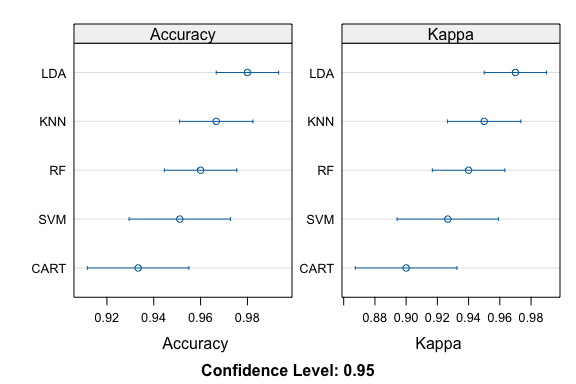 Accuracy Kappa
LDA LDA
KNN KNN
RF RF
SVM SVM
CART CART
0.92 0.94 0.96 0.98 0.88 0.90 0.92 0.94 0.96 0.98
Accuracy Kappa
Confidence Level: 0.95